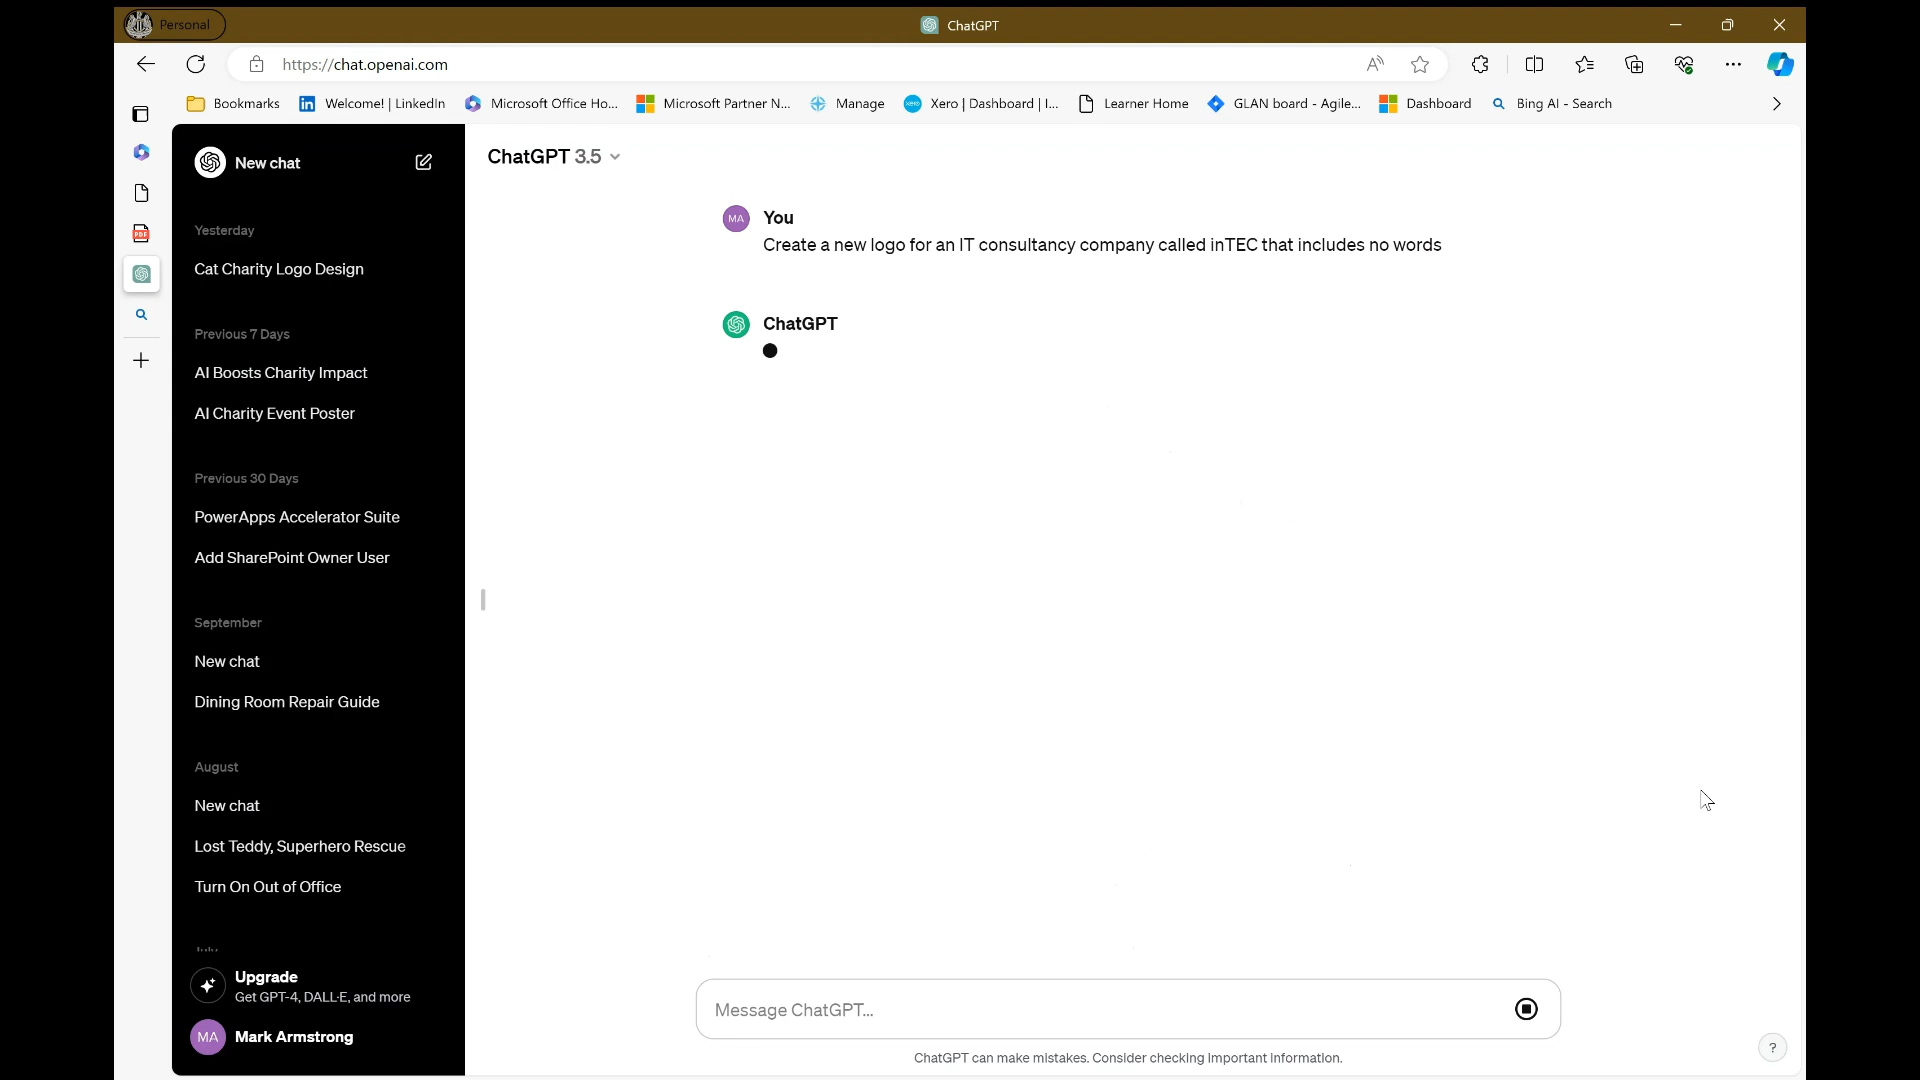 Personal
ChatGPT
https://chat.openai.com
Bookmarks
Welcome! | LinkedIn
Microsoft Office Ho...
Microsoft Partner N...
Manage
xero
Xero | Dashboard | I...
Learner Home
GLAN board - Agile...
Dashboard
Bing AI - Search
PDF
New chat
Yesterday
Cat Charity Logo Design
Previous 7 Days
AI Boosts Charity Impact
AI Charity Event Poster
Previous 30 Days
PowerApps Accelerator Suite
Add SharePoint Owner User
September
New chat
Dining Room Repair Guide
August
New chat
Lost Teddy, Superhero Rescue
Turn On Out of Office
July
Upgrade
Get GPT-4, DALL·E, and more
MA
Mark Armstrong
ChatGPT 3.5
MA
You
Create a new logo for an IT consultancy company called inTEC that includes no words
ChatGPT
Message ChatGPT...
ChatGPT can make mistakes. Consider checking important information.
?